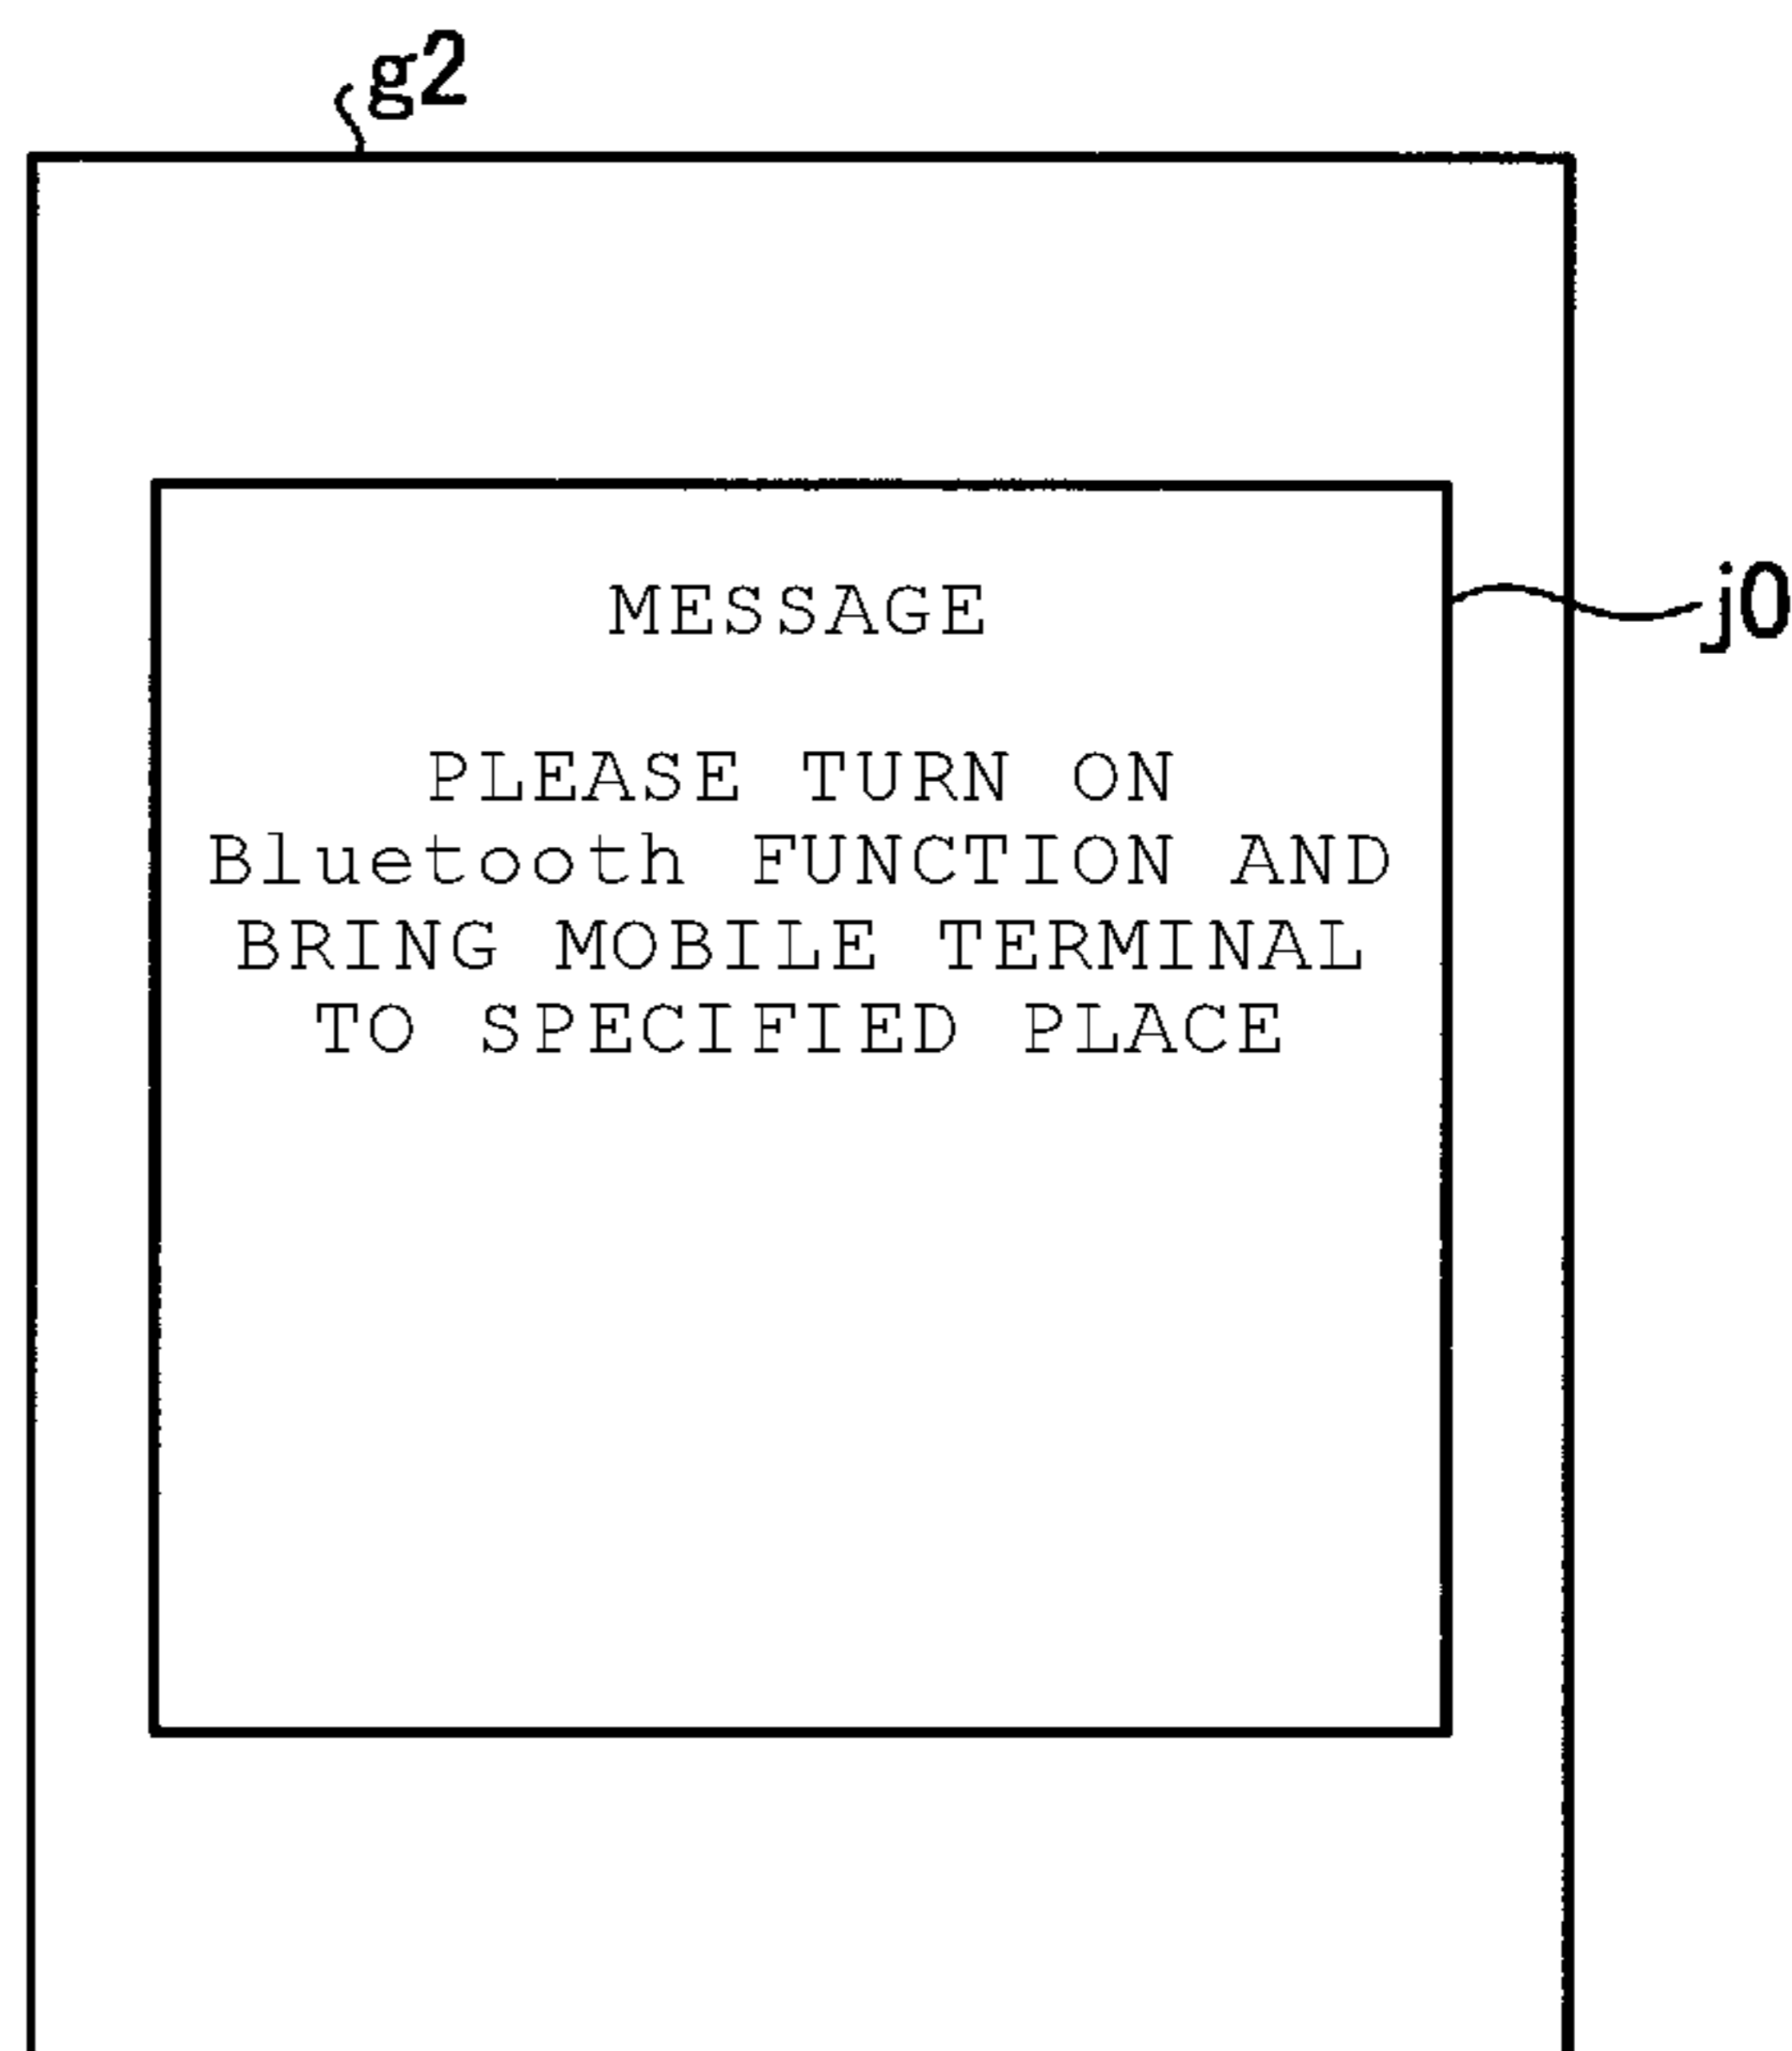 g2
MESSAGE
j0
PLEASE TURN ON
Bluetooth FUNCTION AND
BRING MOBILE TERMINAL
TO SPECIFIED PLACE